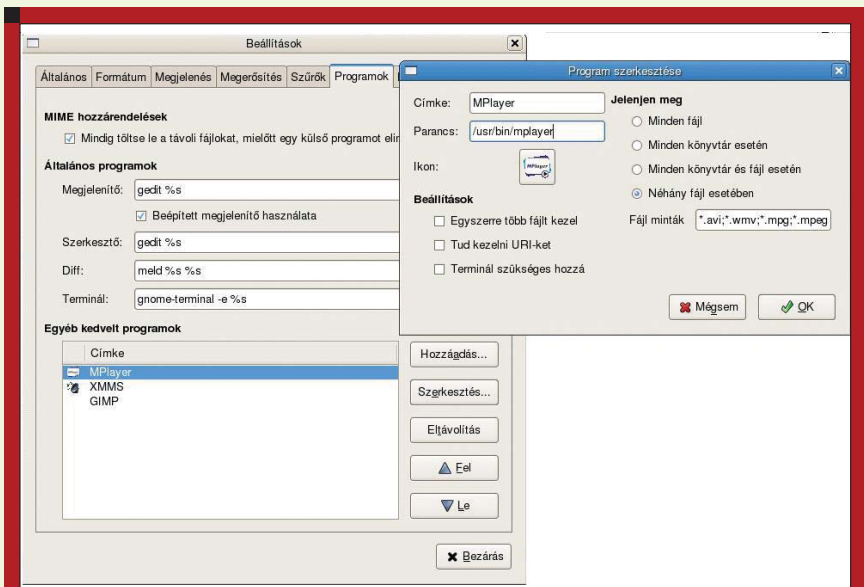 Beállítások
Általános Formátum Megjelenés Megerősítés Szűrők Programok
MIME hozzárendelések
Mindig töltse le a távoli fájlokat, mielőtt egy külső programot
Általános programok
Megjelenítő: gedit %s
Beépített megjelenítő használata
Szerkesztő: gedit %s
Diff: meld %s %s
Terminál: gnome-terminal -e %s
Egyéb kedvelt programok
Címke
MPlayer
XMMS
GIMP
Hozzáadás...
Szerkesztés...
Eltávolítás
Fel
Le
Bezárás
Program szerkesztése
Címke: MPlayer
Parancs: /usr/bin/mplayer
Ikon: MPlayer
Beállítások
Egyszerre több fájlt kezel
Tud kezelni URI-ket
Terminál szükséges hozzá
Jelenjen meg
Minden fájl
Minden könyvtár esetén
Minden könyvtár és fájl esetén
Néhány fájl esetében
Fájl minták *.avi;*.wmv;*.mpg;*.mpeg
Mégsem
OK